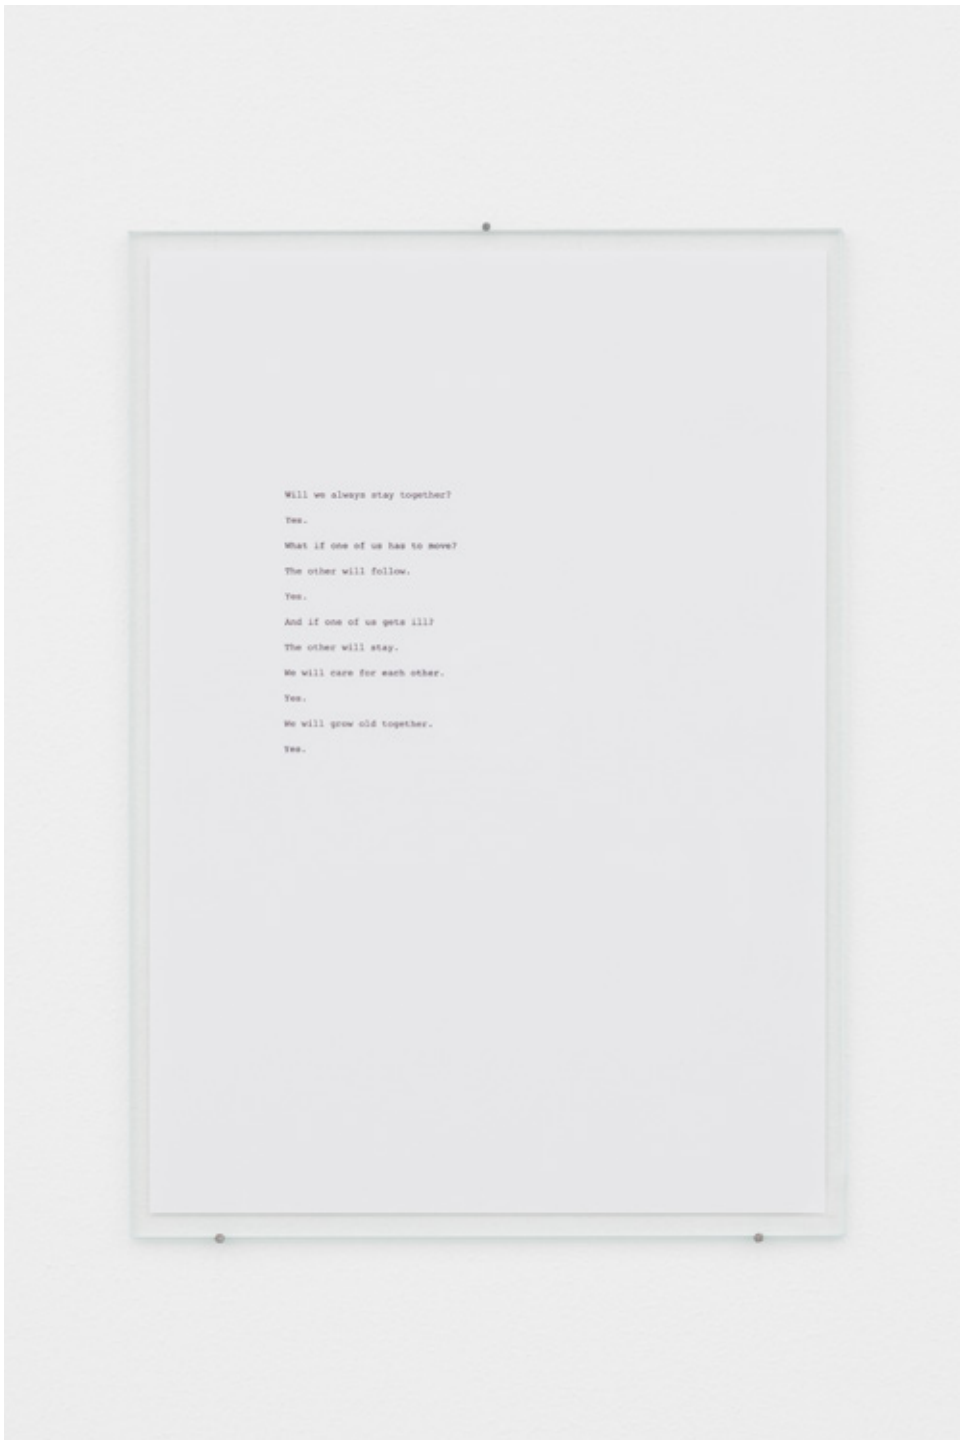 Will we always stay together?
Yes.
What if one of us has to move?
The other will follow.
Yes.
And if one of us gets ill?
The other will stay.
We will care for each other.
Yes.
We will grow old together.
Yes.